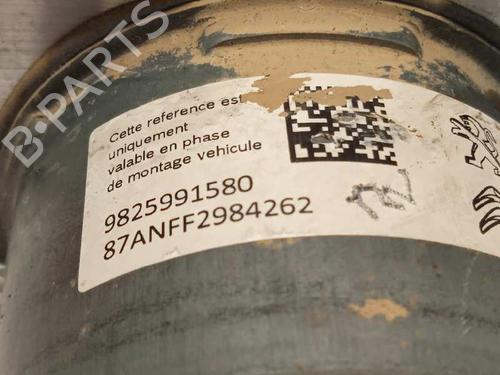 B-PARTS
Cette reference est
uniquement
valable en phase
de montage vehicule
9825991580
87ANFF2984262